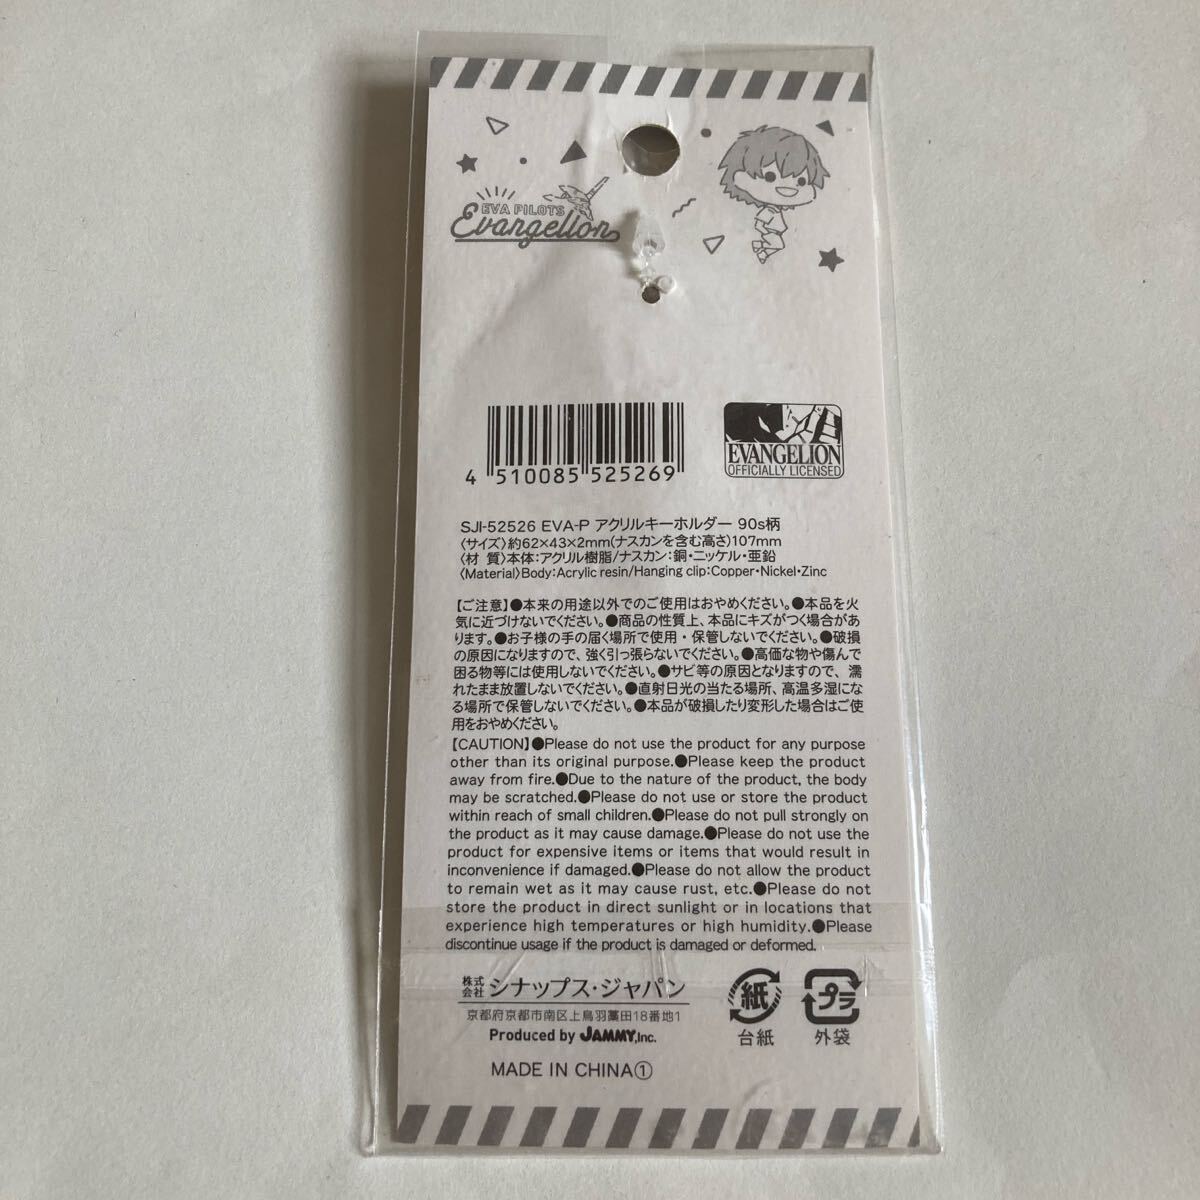 EVA PILOTS
Evangelion
4 510085 525269
EVANGELION
OFFICIALLY LICENSED
SJI-52526 EVA-P アクリルキーホルダー 90s柄
〈サイズ〉約62×43×2mm(ナスカンを含む高さ)107mm
〈材 質〉本体:アクリル樹脂/ナスカン:銅・ニッケル・亜鉛
〈Material〉Body:Acrylic resin/Hanging clip:Copper・Nickel・Zinc
【ご注意】●本来の用途以外でのご使用はおやめください。●本品を火
気に近づけないでください。●商品の性質上、本品にキズがつく場合があ
ります。●お子様の手の届く場所で使用・保管しないでください。●破損
の原因になりますので、強く引っ張らないでください。●高価な物や傷んで
困る物等には使用しないでください。●サビ等の原因となりますので、濡
れたまま放置しないでください。●直射日光の当たる場所、高温多湿にな
る場所で保管しないでください。●本品が破損したり変形した場合はご使
用をおやめください。
【CAUTION】●Please do not use the product for any purpose
other than its original purpose.●Please keep the product
away from fire.●Due to the nature of the product, the body
may be scratched.●Please do not use or store the product
within reach of small children.●Please do not pull strongly on
the product as it may cause damage.●Please do not use the
product for expensive items or items that would result in
inconvenience if damaged.●Please do not allow the product
to remain wet as it may cause rust, etc.●Please do not
store the product in direct sunlight or in locations that
experience high temperatures or high humidity.●Please
discontinue usage if the product is damaged or deformed.
株式会社 シナップス・ジャパン
京都府京都市南区上鳥羽藁田18番地1
Produced by JAMMY,Inc.
MADE IN CHINA①
紙
台紙
プラ
外袋